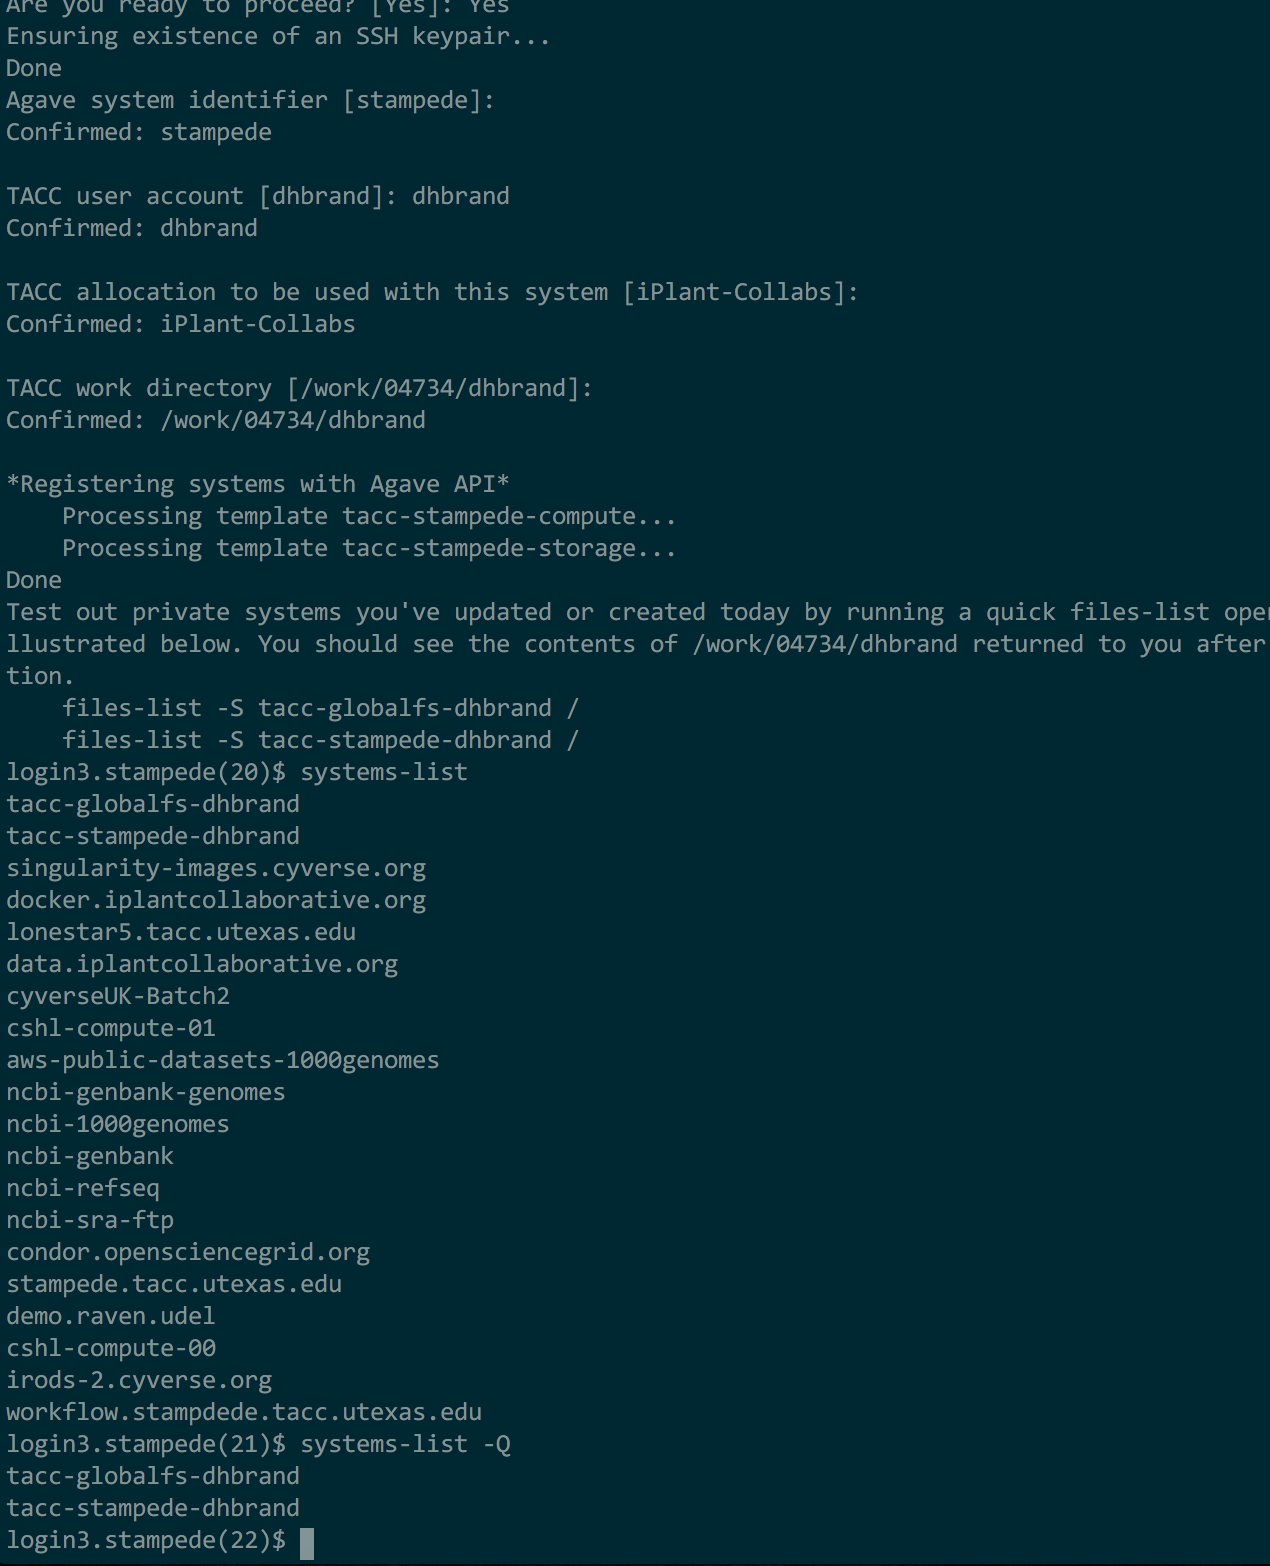 Are you ready to proceed? [Yes]: Yes
Ensuring existence of an SSH keypair...
Done
Agave system identifier [stampede]:
Confirmed: stampede
TACC user account [dhbrand]: dhbrand
Confirmed: dhbrand
TACC allocation to be used with this system [iPlant-Collabs]:
Confirmed: iPlant-Collabs
TACC work directory [/work/04734/dhbrand]:
Confirmed: /work/04734/dhbrand
*Registering systems with Agave API*
Processing template tacc-stampede-compute...
Processing template tacc-stampede-storage...
Done
Test out private systems you've updated or created today by running a quick files-list ope
llustrated below. You should see the contents of /work/04734/dhbrand returned to you after
tion.
files-list -S tacc-globalfs-dhbrand /
files-list -S tacc-stampede-dhbrand /
login3.stampede(20)$ systems-list
tacc-globalfs-dhbrand
tacc-stampede-dhbrand
singularity-images.cyverse.org
docker.iplantcollaborative.org
lonestar5.tacc.utexas.edu
data.iplantcollaborative.org
cyverseUK-Batch2
cshl-compute-01
aws-public-datasets-1000genomes
ncbi-genbank-genomes
ncbi-1000genomes
ncbi-genbank
ncbi-refseq
ncbi-sra-ftp
condor.opensciencegrid.org
stampede.tacc.utexas.edu
demo.raven.udel
cshl-compute-00
irods-2.cyverse.org
workflow.stampdede.tacc.utexas.edu
login3.stampede(21)$ systems-list -Q
tacc-globalfs-dhbrand
tacc-stampede-dhbrand
login3.stampede(22)$